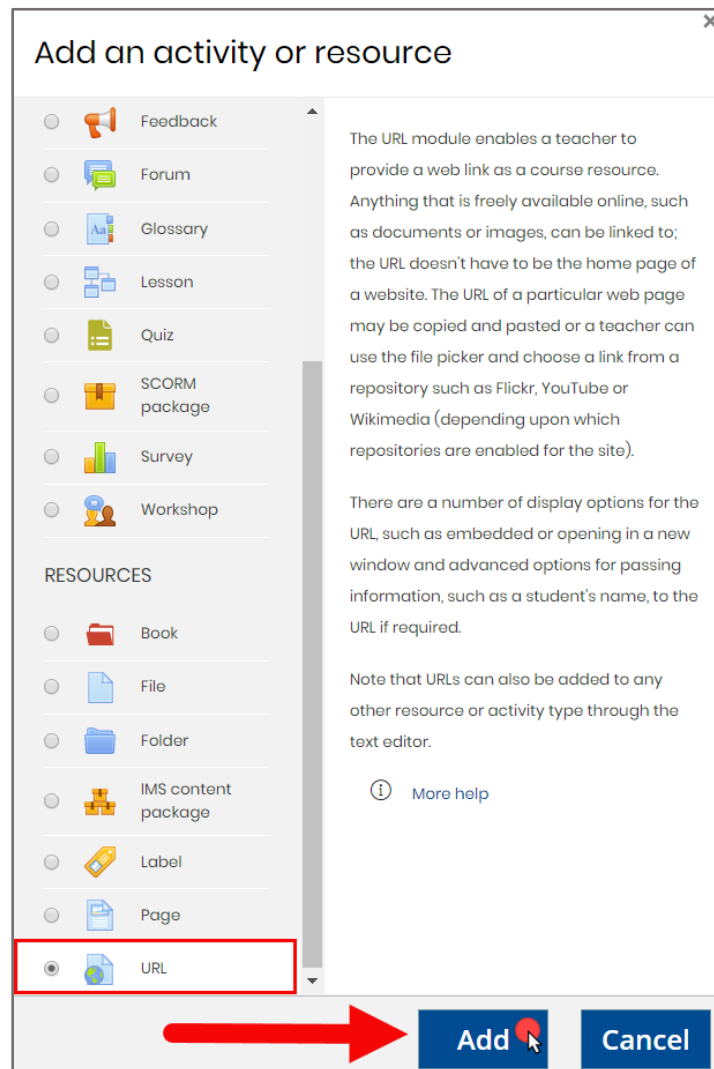 Add an activity or resource
Feedback
Forum
Glossary
Lesson
Quiz
SCORM
package
Survey
Workshop
RESOURCES
Book
File
Folder
IMS content
package
Label
Page
URL
The URL module enables a teacher to
provide a web link as a course resource.
Anything that is freely available online, such
as documents or images, can be linked to;
the URL doesn't have to be the home page of
a website. The URL of a particular web page
may be copied and pasted or a teacher can
use the file picker and choose a link from a
repository such as Flickr, YouTube or
Wikimedia (depending upon which
repositories are enabled for the site).
There are a number of display options for the
URL, such as embedded or opening in a new
window and advanced options for passing
information, such as a student's name, to the
URL if required.
Note that URLs can also be added to any
other resource or activity type through the
text editor.
More help
Add
Cancel